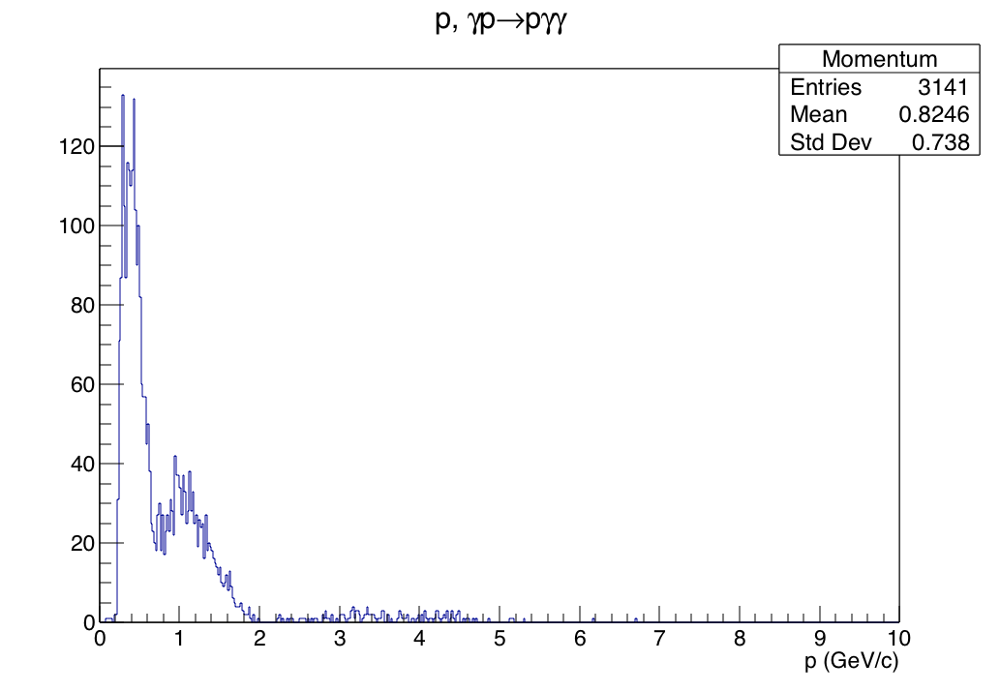 p, γp→pγγ
Momentum
Entries 3141
Mean 0.8246
Std Dev 0.738
120
100
80
60
40
20
0
0 1 2 3 4 5 6 7 8 9 10
p (GeV/c)